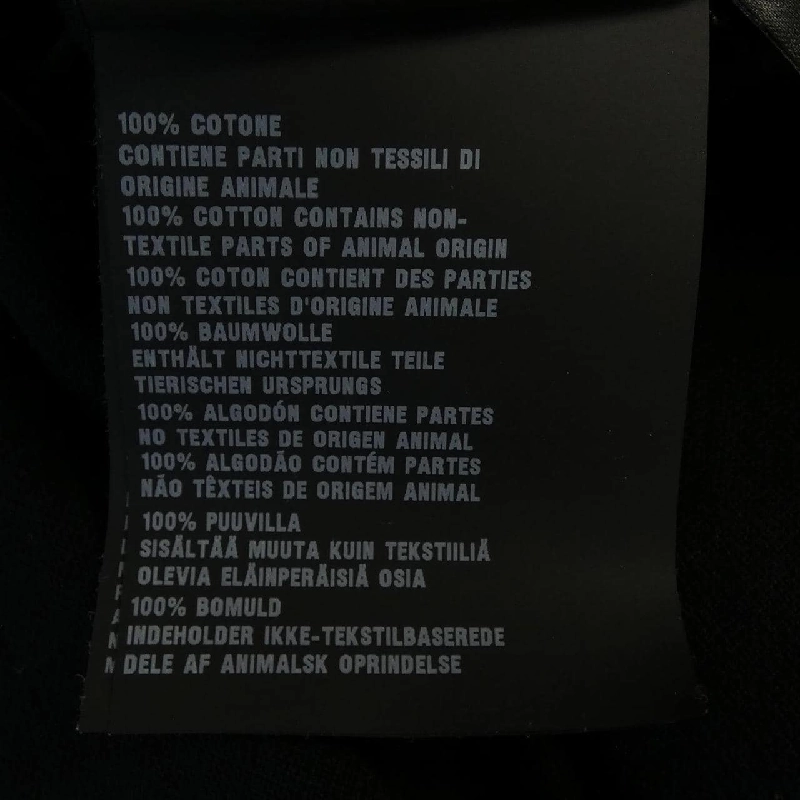 100% COTONE
CONTIENE PARTI NON TESSILI DI
ORIGINE ANIMALE
100% COTTON CONTAINS NON-
TEXTILE PARTS OF ANIMAL ORIGIN
100% COTON CONTIENT DES PARTIES
NON TEXTILES D'ORIGINE ANIMALE
100% BAUMWOLLE
ENTHÄLT NICHTTEXTILE TEILE
TIERISCHEN URSPRUNGS
100% ALGODÓN CONTIENE PARTES
NO TEXTILES DE ORIGEN ANIMAL
100% ALGODÃO CONTÉM PARTES
NÃO TÊXTEIS DE ORIGEM ANIMAL
100% PUUVILLA
SISÄLTÄÄ MUUTA KUIN TEKSTIILIÄ
OLEVIA ELÄINPERÄISIÄ OSIA
100% BOMULD
INDEHOLDER IKKE-TEKSTILBASEREDE
DELE AF ANIMALSK OPRINDELSE